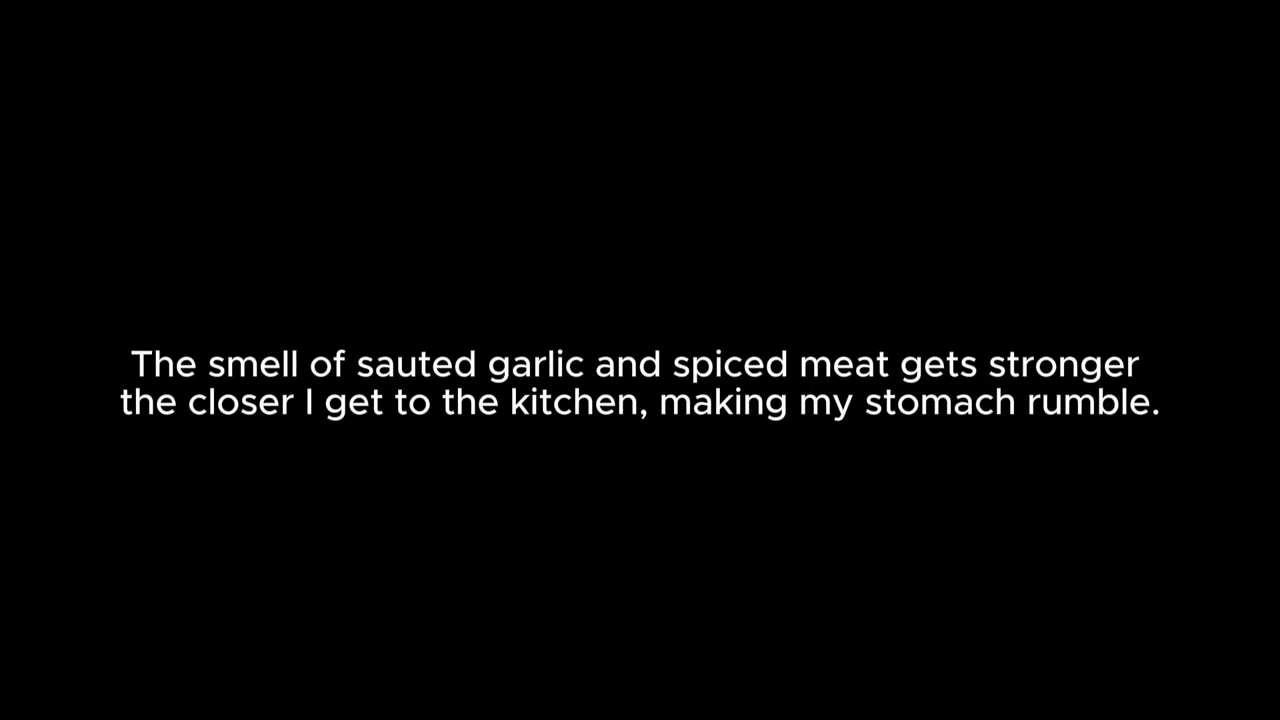 The smell of sauted garlic and spiced meat gets stronger
the closer I get to the kitchen, making my stomach rumble.